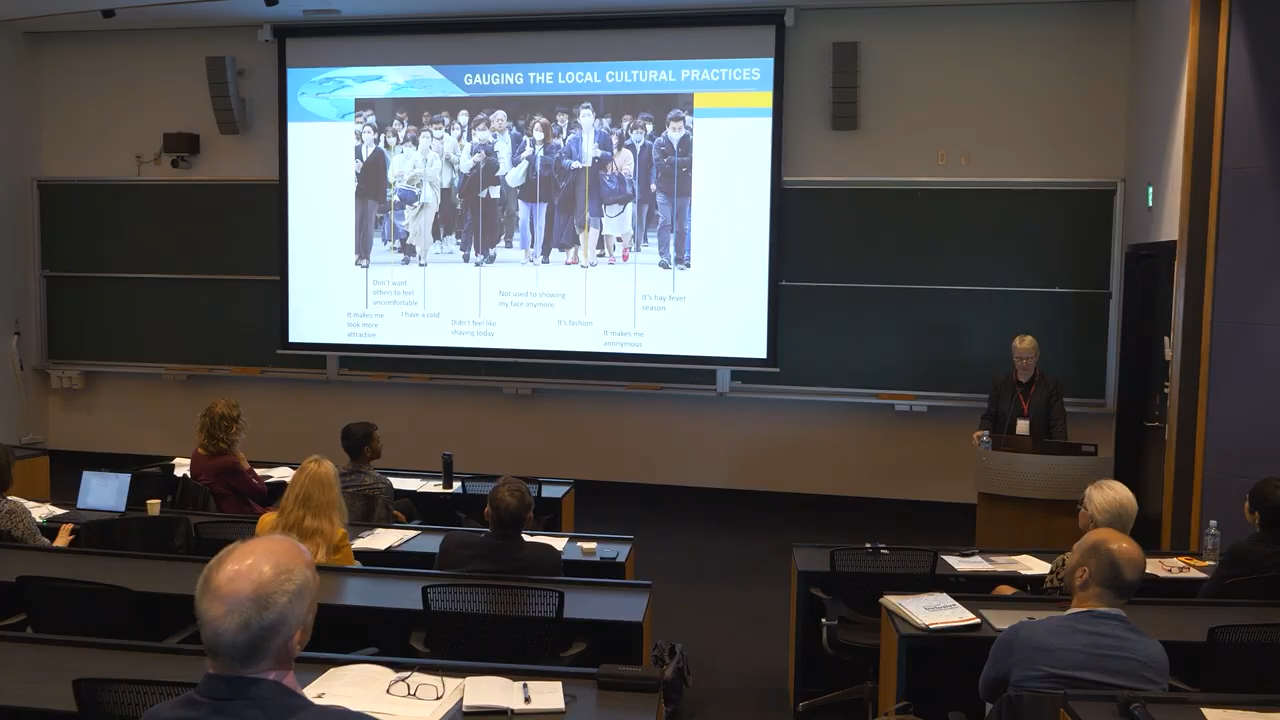 GAUGING THE LOCAL CULTURAL PRACTICES
Don't want
others to feel
uncomfortable
It makes me
look more
attractive
I have a cold
Didn't feel like
shaving today
Not used to showing
my face anymore
It's fashion
It makes me
anonymous
It's hay-fever
season